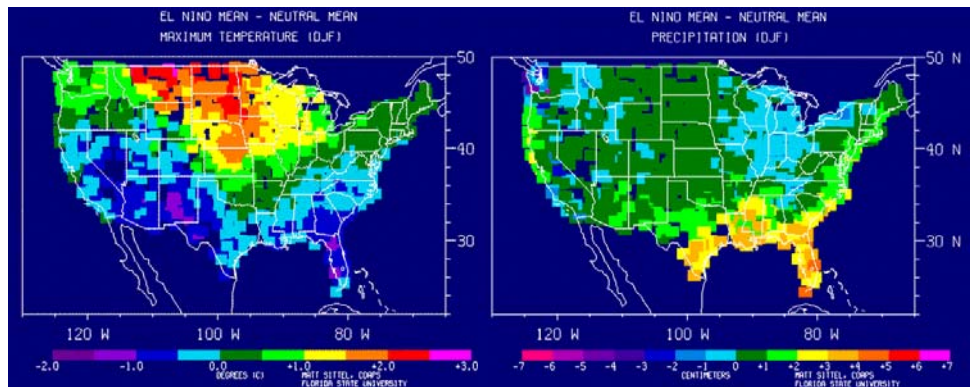 EL NINO MEAN - NEUTRAL MEAN
MAXIMUM TEMPERATURE (DJF)
50
40
30
120 W 100 W 80 W
-2.0 -1.0 0.0 +1.0 +2.0 +3.0
DEGREES (C) MATT SITTEL, COAPS
FLORIDA STATE UNIVERSITY
EL NINO MEAN - NEUTRAL MEAN
PRECIPITATION (DJF)
50 N
40 N
30 N
120 W 100 W 80 W
-7 -6 -5 -4 -3 -2 -1 0 +1 +2 +3 +4 +5 +6 +7
CENTIMETERS MATT SITTEL, COAPS
FLORIDA STATE UNIVERSITY